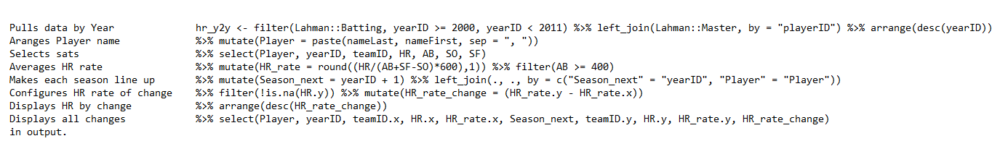 Pulls data by Year hr_y2y <- filter(Lahman::Batting, yearID >= 2000, yearID < 2011) %>% left_join(Lahman::Master, by = "playerID") %>% arrange(desc(yearID))
Aranges Player name %>% mutate(Player = paste(nameLast, nameFirst, sep = ", "))
Selects sats %>% select(Player, yearID, teamID, HR, AB, SO, SF)
Averages HR rate %>% mutate(HR_rate = round((HR/(AB+SF-SO)*600),1)) %>% filter(AB >= 400)
Makes each season line up %>% mutate(Season_next = yearID + 1) %>% left_join(., ., by = c("Season_next" = "yearID", "Player" = "Player"))
Configures HR rate of change %>% filter(!is.na(HR.y)) %>% mutate(HR_rate_change = (HR_rate.y - HR_rate.x))
Displays HR by change %>% arrange(desc(HR_rate_change))
Displays all changes %>% select(Player, yearID, teamID.x, HR.x, HR_rate.x, Season_next, teamID.y, HR.y, HR_rate.y, HR_rate_change)
in output.